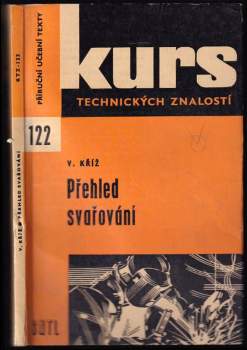 KTZ-122
V. KŘÍŽ PŘEHLED SVAŘOVÁNÍ
PŘÍRUČNÍ UČEBNÍ TEXTY
kurs
TECHNICKÝCH ZNALOSTÍ
122
V. KŘÍŽ
Přehled
svařování
SNTL